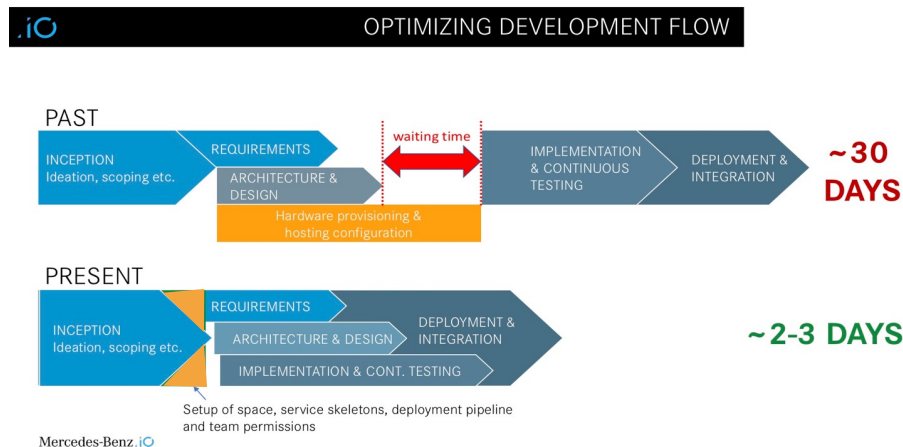 .iO
OPTIMIZING DEVELOPMENT FLOW
PAST
INCEPTION
Ideation, scoping etc.
REQUIREMENTS
ARCHITECTURE &
DESIGN
Hardware provisioning &
hosting configuration
waiting time
IMPLEMENTATION
& CONTINUOUS
TESTING
DEPLOYMENT &
INTEGRATION
~30
DAYS
PRESENT
INCEPTION
Ideation, scoping etc.
REQUIREMENTS
ARCHITECTURE & DESIGN
IMPLEMENTATION & CONT. TESTING
DEPLOYMENT &
INTEGRATION
~2-3 DAYS
Setup of space, service skeletons, deployment pipeline
and team permissions
Mercedes-Benz.iO